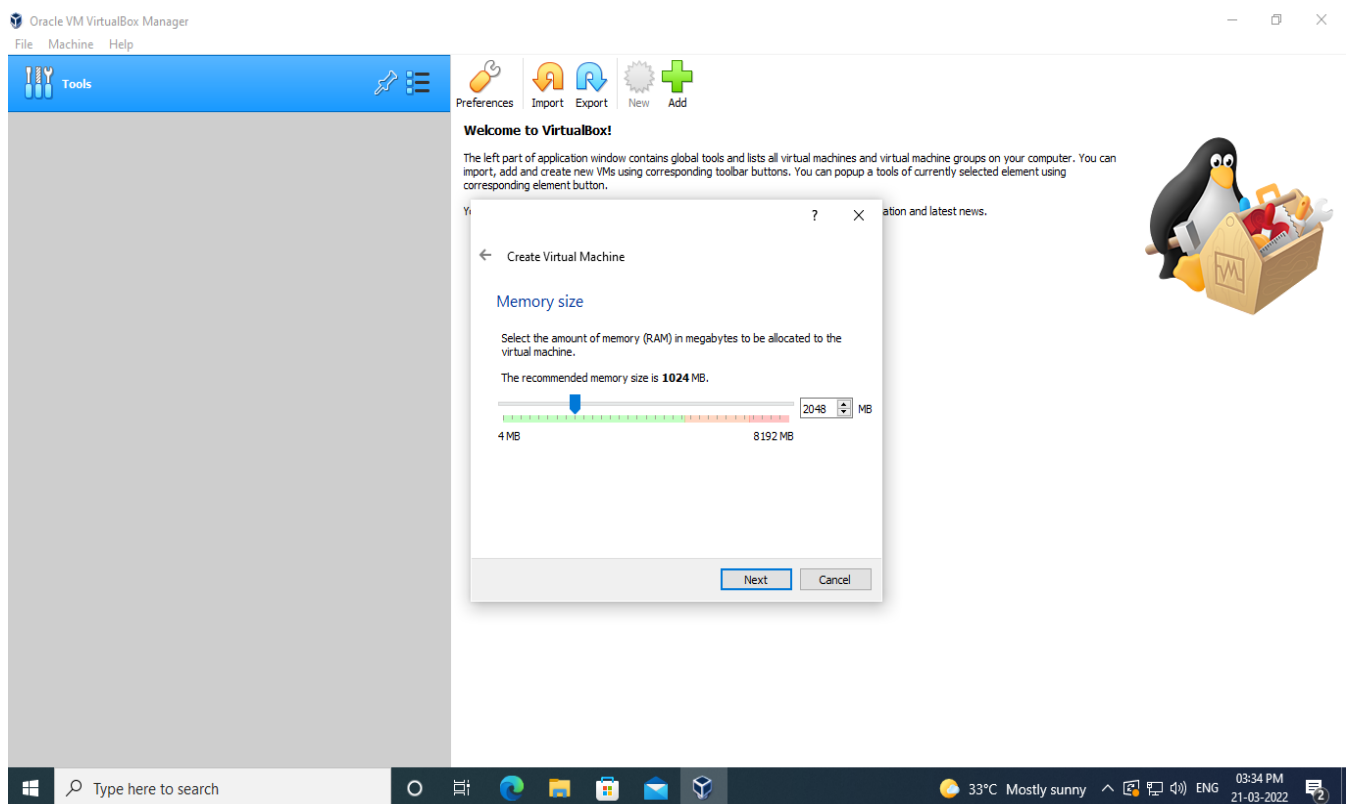 Oracle VM VirtualBox Manager
File Machine Help
Tools
Preferences Import Export New Add
Welcome to VirtualBox!
The left part of application window contains global tools and lists all virtual machines and virtual machine groups on your computer. You can
import, add and create new VMs using corresponding toolbar buttons. You can popup a tools of currently selected element using
corresponding element button.
ation and latest news.
?
Create Virtual Machine
Memory size
Select the amount of memory (RAM) in megabytes to be allocated to the
virtual machine.
The recommended memory size is 1024 MB.
2048 MB
4 MB 8192 MB
Next Cancel
Type here to search
33°C Mostly sunny ENG
03:34 PM
21-03-2022
2